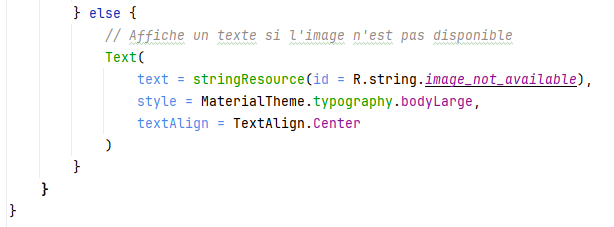 } else {
// Affiche un texte si l'image n'est pas disponible
Text(
text = stringResource(id = R.string.image_not_available),
style = MaterialTheme.typography.bodyLarge,
textAlign = TextAlign.Center
)
}
}
}